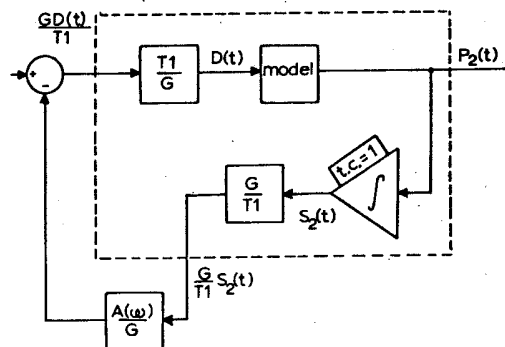 GD(t)
T1
+
-
T1
G
D(t)
model
P₂(t)
t.c.=1
∫
G
T1
S₂(t)
G
T1
S₂(t)
A(ω)
G